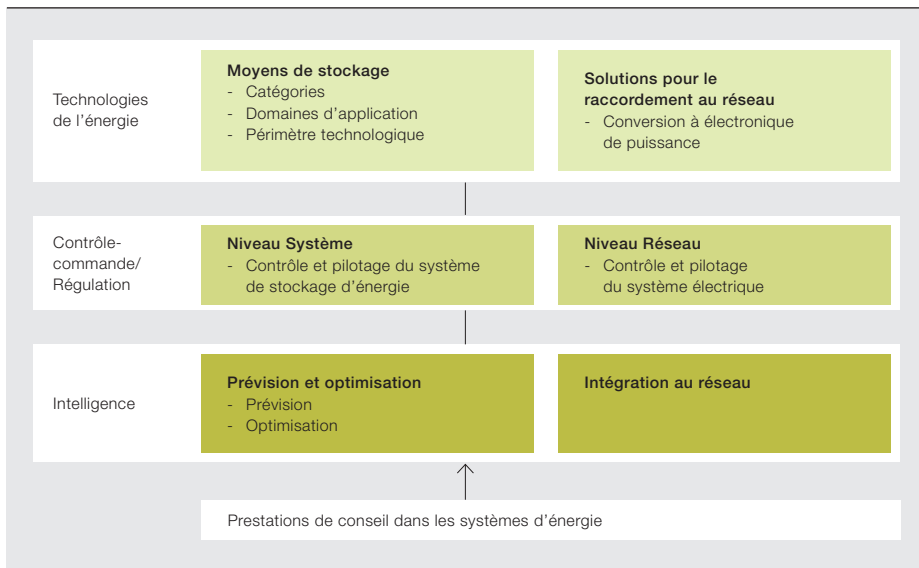 Technologies
de l'énergie
Moyens de stockage
- Catégories
- Domaines d'application
- Périmètre technologique
Solutions pour le
raccordement au réseau
- Conversion à électronique
de puissance
Contrôle-
commande/
Régulation
Niveau Système
- Contrôle et pilotage du système
de stockage d'énergie
Niveau Réseau
- Contrôle et pilotage
du système électrique
Intelligence
Prévision et optimisation
- Prévision
- Optimisation
Intégration au réseau
Prestations de conseil dans les systèmes d'énergie